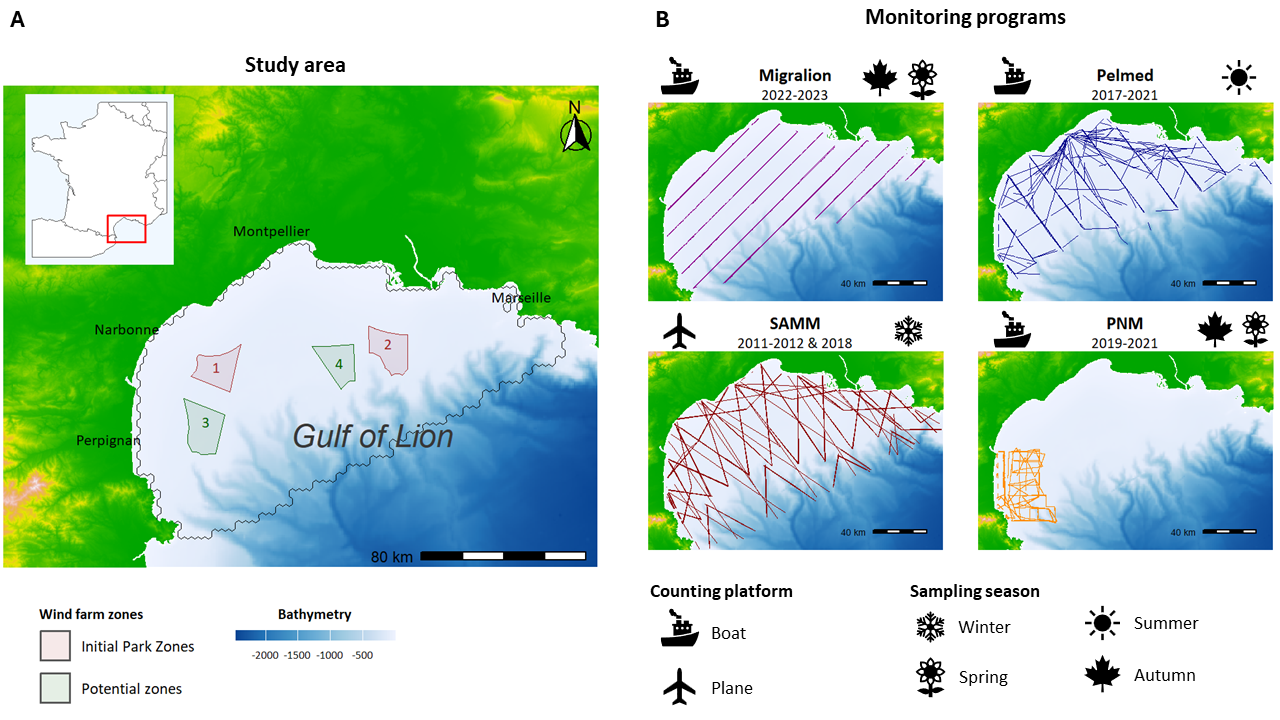 A
Study area
N
Montpellier
Marseille
Narbonne
Perpignan
1
2
3
4
Gulf of Lion
80 km
Wind farm zones
Initial Park Zones
Potential zones
Bathymetry
-2000 -1500 -1000 -500
B
Monitoring programs
Migralion
2022-2023
40 km
Pelmed
2017-2021
40 km
SAMM
2011-2012 & 2018
40 km
PNM
2019-2021
40 km
Counting platform
Boat
Plane
Sampling season
Winter
Spring
Summer
Autumn